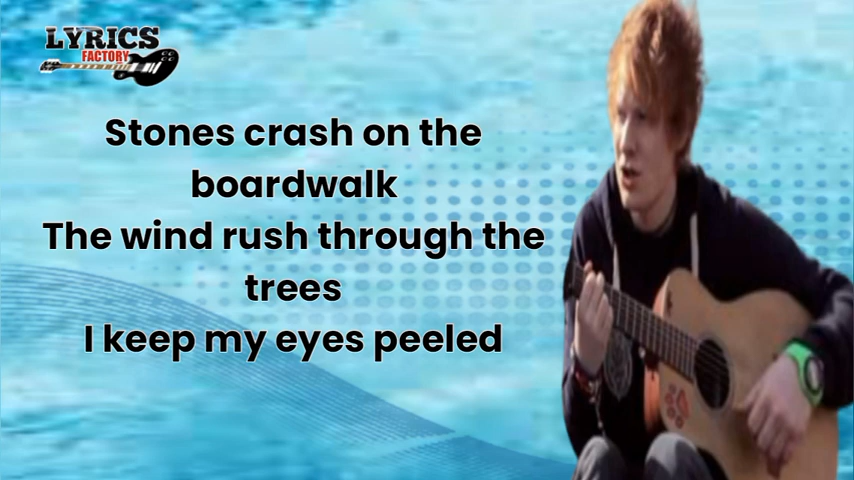 LYRICS
FACTORY
Stones crash on the
boardwalk
The wind rush through the
trees
I keep my eyes peeled